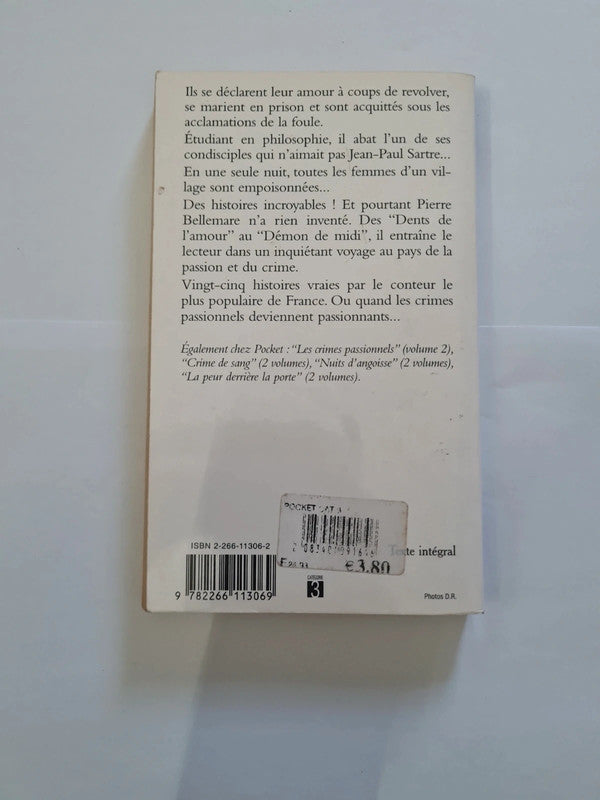 Ils se déclarent leur amour à coups de revolver,
se marient en prison et sont acquittés sous les
acclamations de la foule.
Étudiant en philosophie, il abat l'un de ses
condisciples qui n'aimait pas Jean-Paul Sartre...
En une seule nuit, toutes les femmes d'un vil-
lage sont empoisonnées...
Des histoires incroyables ! Et pourtant Pierre
Bellemare n'a rien inventé. Des “Dents de
l'amour” au “Démon de midi”, il entraîne le
lecteur dans un inquiétant voyage au pays de la
passion et du crime.
Vingt-cinq histoires vraies par le conteur le
plus populaire de France. Ou quand les crimes
passionnels deviennent passionnants...
Également chez Pocket : “Les crimes passionnels” (volume 2),
“Crime de sang” (2 volumes), “Nuits d'angoisse” (2 volumes),
“La peur derrière la porte” (2 volumes).
POCKET
€3,80
Texte intégral
ISBN 2-266-11306-2
9 782266 113069
CATÉGORIE
3
Photos D.R.